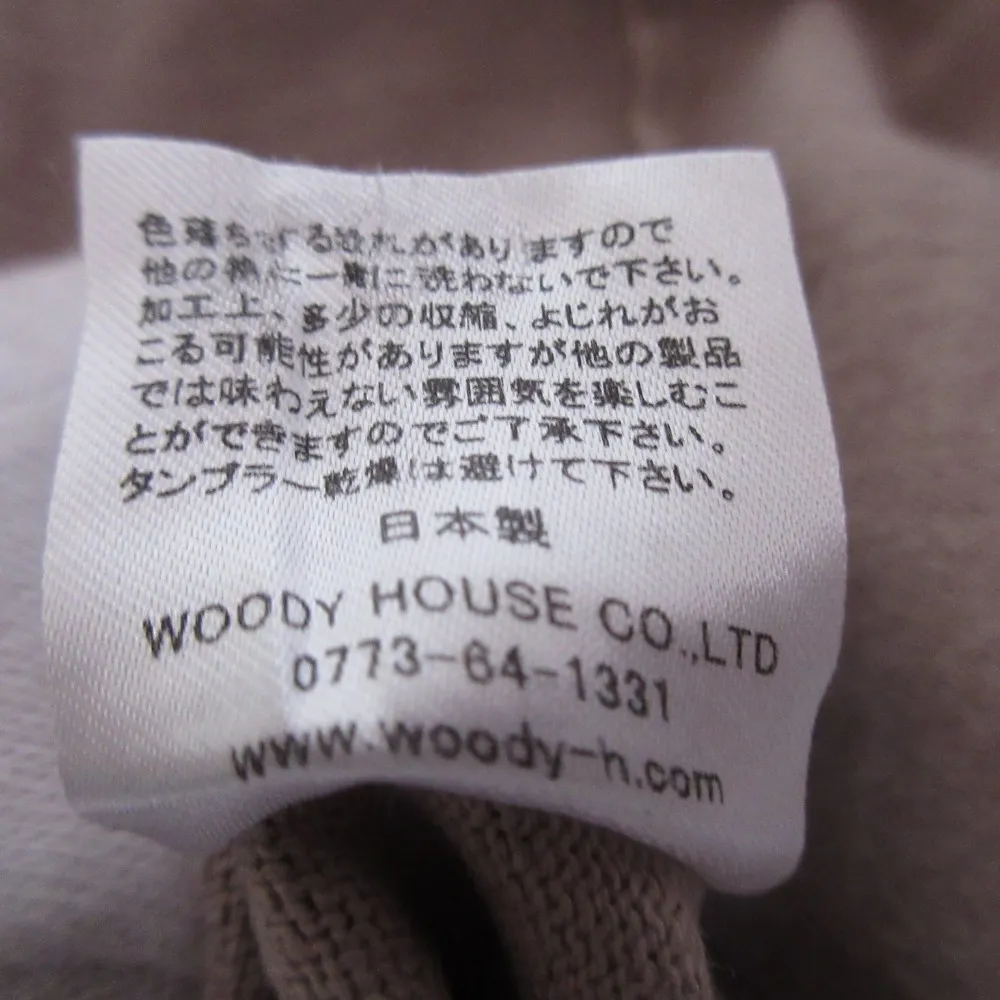 色落ちする恐れがありますので
他の物と一緒に洗わないで下さい。
加工上、多少の収縮、よじれがお
こる可能性がありますが他の製品
では味わえない雰囲気を楽しむこ
とができますのでご了承下さい。
タンブラー乾燥は避けて下さい。
日本製
WOODY HOUSE CO.,LTD
0773-64-1331
www.woody-h.com